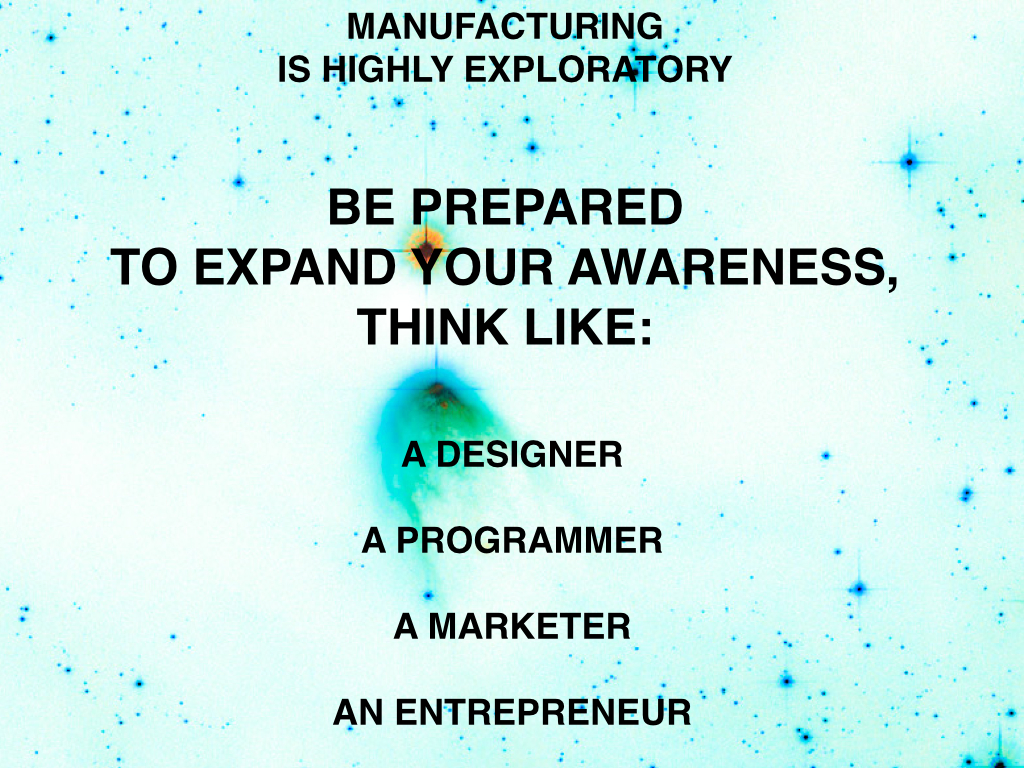 MANUFACTURING
IS HIGHLY EXPLORATORY
BE PREPARED
TO EXPAND YOUR AWARENESS,
THINK LIKE:
A DESIGNER
A PROGRAMMER
A MARKETER
AN ENTREPRENEUR